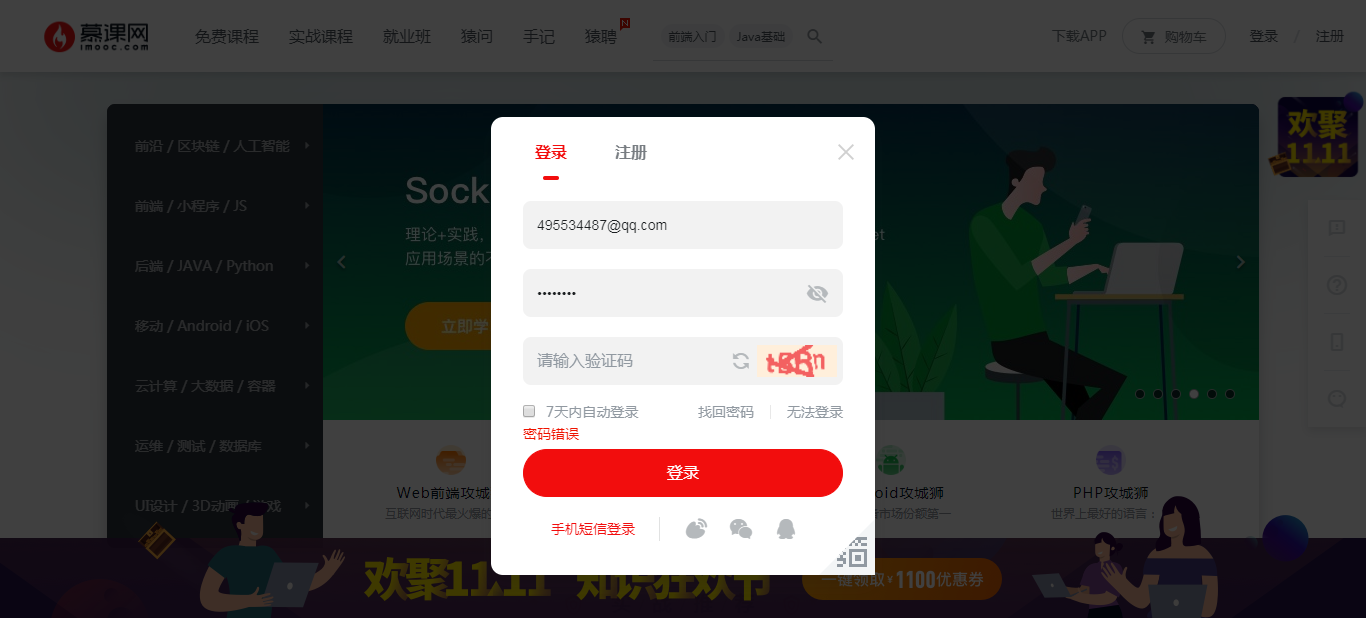 慕课网
imooc.com
免费课程 实战课程 就业班 猿问 手记 猿聘 N
前端入门 Java基础
下载APP 购物车 登录 / 注册
前沿 / 区块链 / 人工智能
前端 / 小程序 / JS
后端 / JAVA / Python
移动 / Android / iOS
云计算 / 大数据 / 容器
运维 / 测试 / 数据库
UI设计 / 3D动画 / 游戏
Sock
理论+实践，
应用场景的不
立即学
欢聚
11.11
登录 注册
495534487@qq.com
••••••••
请输入验证码
7天内自动登录 找回密码 无法登录
密码错误
登录
手机短信登录
Web前端攻城
互联网时代最火爆的
oid攻城狮
市场份额第一
PHP攻城狮
世界上最好的语言：
欢聚11.11 知识狂欢节
一键领取¥1100优惠券